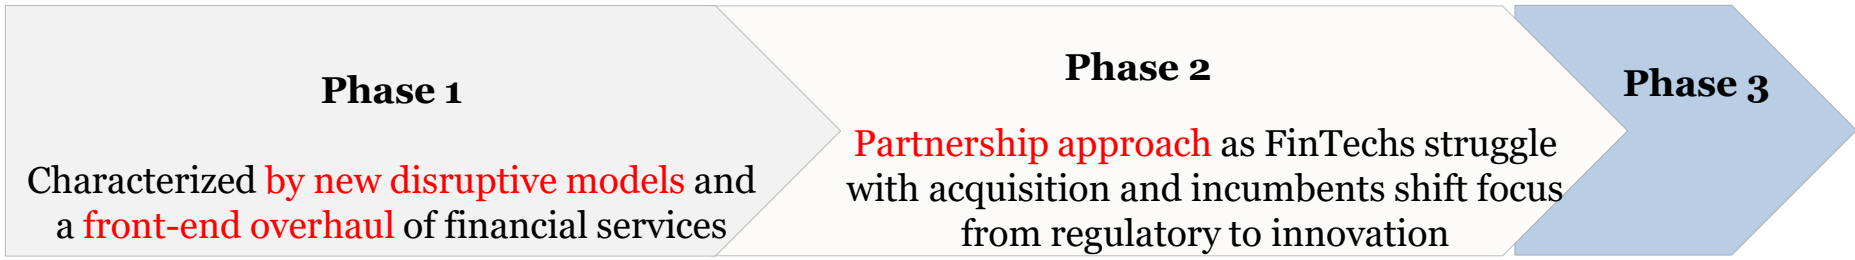 Phase 1
Characterized by new disruptive models and
a front-end overhaul of financial services
Phase 2
Partnership approach as FinTechs struggle
with acquisition and incumbents shift focus
from regulatory to innovation
Phase 3